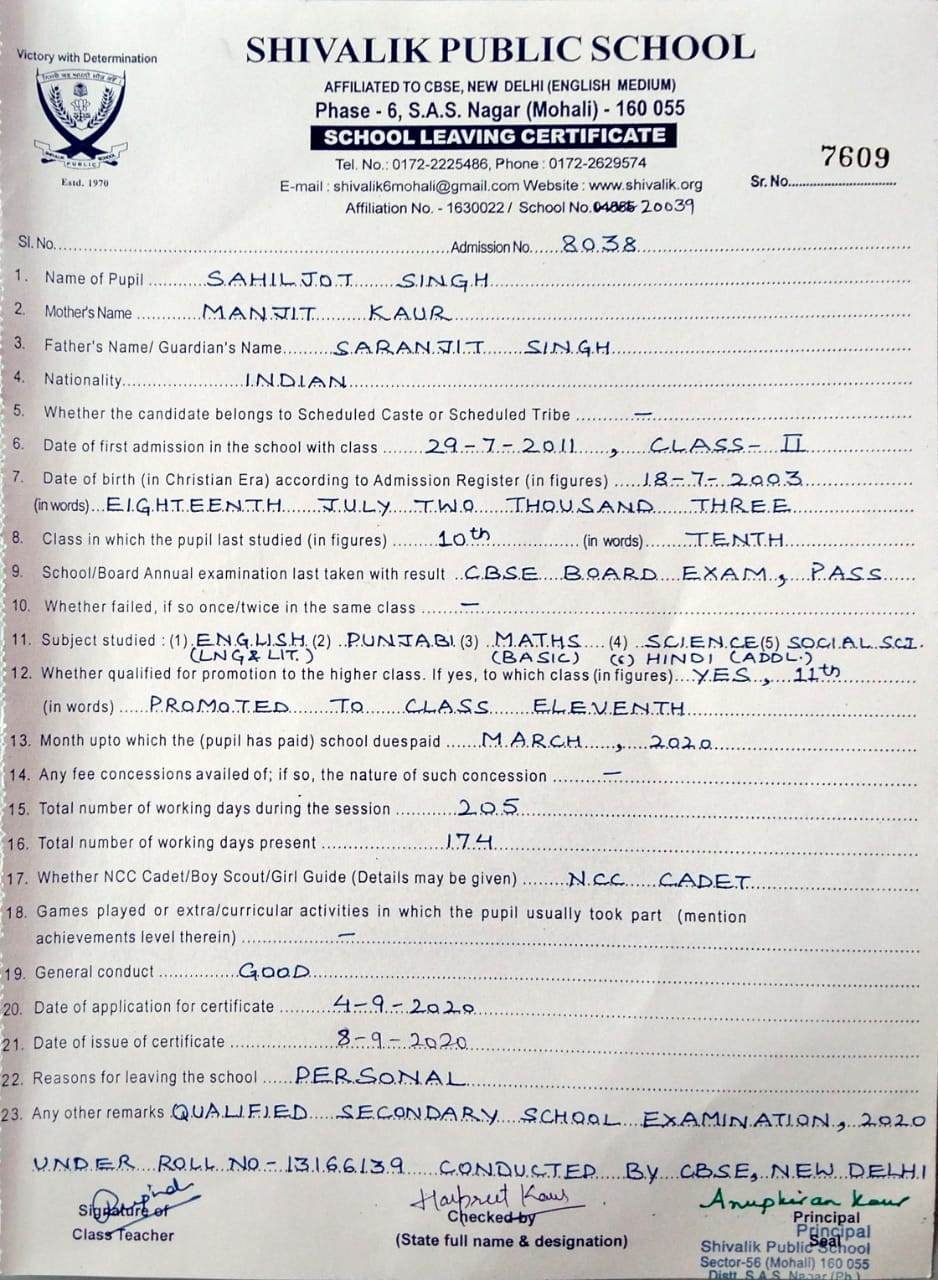 Victory with Determination
SHIVALIK PUBLIC SCHOOL
AFFILIATED TO CBSE, NEW DELHI (ENGLISH MEDIUM)
Phase - 6, S.A.S. Nagar (Mohali) - 160 055
SCHOOL LEAVING CERTIFICATE
SHIVALIK PUBLIC SCHOOL
Estd. 1970
Tel. No.: 0172-2225486, Phone : 0172-2629574
7609
E-mail : shivalik6mohali@gmail.com Website : www.shivalik.org
Sr. No.
Affiliation No. - 1630022 / School No. 20039
Sl. No. Admission No. 8038
1. Name of Pupil SAHILJOT SINGH
2. Mother's Name MANJIT KAUR
3. Father's Name/ Guardian's Name SARANJIT SINGH
4. Nationality INDIAN
5. Whether the candidate belongs to Scheduled Caste or Scheduled Tribe —
6. Date of first admission in the school with class 29-7-2011, CLASS- II
7. Date of birth (in Christian Era) according to Admission Register (in figures) 18-7-2003
(in words) EIGHTEENTH JULY TWO THOUSAND THREE
8. Class in which the pupil last studied (in figures) 10th (in words) TENTH
9. School/Board Annual examination last taken with result CBSE BOARD EXAM, PASS
10. Whether failed, if so once/twice in the same class —
11. Subject studied : (1) ENGLISH (2) PUNJABI (3) MATHS (4) SCIENCE (5) SOCIAL SCI.
(LNG & LIT.) (BASIC) (6) HINDI (ADDL.)
12. Whether qualified for promotion to the higher class. If yes, to which class (in figures) YES, 11th
(in words) PROMOTED TO CLASS ELEVENTH
13. Month upto which the (pupil has paid) school duespaid MARCH, 2020
14. Any fee concessions availed of; if so, the nature of such concession —
15. Total number of working days during the session 205
16. Total number of working days present 174
17. Whether NCC Cadet/Boy Scout/Girl Guide (Details may be given) NCC CADET
18. Games played or extra/curricular activities in which the pupil usually took part (mention
achievements level therein) —
19. General conduct GOOD
20. Date of application for certificate 4-9-2020
21. Date of issue of certificate 8-9-2020
22. Reasons for leaving the school PERSONAL
23. Any other remarks QUALIFIED SECONDARY SCHOOL EXAMINATION, 2020
UNDER ROLL NO-13166139 CONDUCTED BY CBSE, NEW DELHI
Harpreet Kaur Anupkiran Kaur
Signature of Checked by Principal
Class Teacher (State full name & designation) Seal
Principal
Shivalik Public School
Sector-56 (Mohali) 160 055
Distt. S.A.S. Nagar (Pb.)